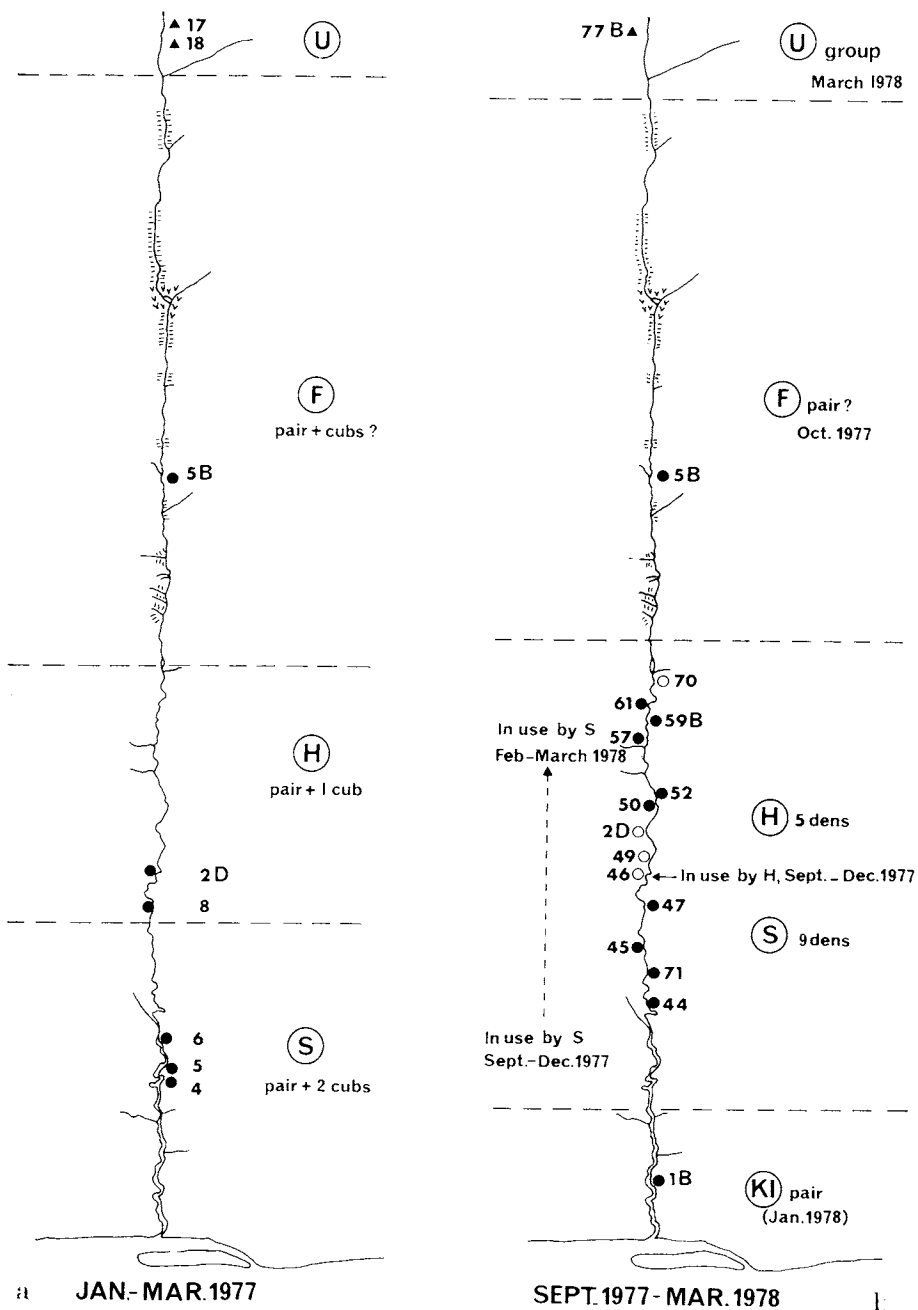 17
18
U
F
pair + cubs ?
5B
H
pair + 1 cub
2D
8
6
5
4
S
pair + 2 cubs
a JAN.-MAR. 1977
77 B
U group
March 1978
F pair ?
Oct. 1977
5B
70
61
59B
57
In use by S
Feb-March 1978
52
50
H 5 dens
2D
49
46
In use by H, Sept. - Dec. 1977
47
S 9 dens
45
71
44
In use by S
Sept.-Dec. 1977
1B
KI pair
(Jan. 1978)
SEPT. 1977 - MAR. 1978